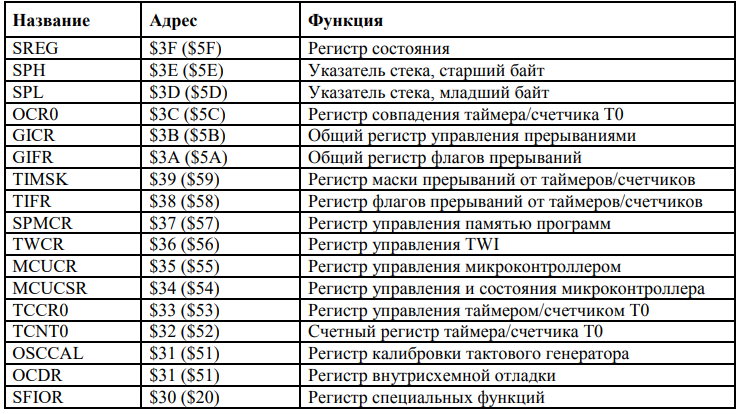 Название Адрес Функция
SREG $3F ($5F) Регистр состояния
SPH $3E ($5E) Указатель стека, старший байт
SPL $3D ($5D) Указатель стека, младший байт
OCR0 $3C ($5C) Регистр совпадения таймера/счетчика T0
GICR $3B ($5B) Общий регистр управления прерываниями
GIFR $3A ($5A) Общий регистр флагов прерываний
TIMSK $39 ($59) Регистр маски прерываний от таймеров/счетчиков
TIFR $38 ($58) Регистр флагов прерываний от таймеров/счетчиков
SPMCR $37 ($57) Регистр управления памятью программ
TWCR $36 ($56) Регистр управления TWI
MCUCR $35 ($55) Регистр управления микроконтроллером
MCUCSR $34 ($54) Регистр управления и состояния микроконтроллера
TCCR0 $33 ($53) Регистр управления таймером/счетчиком T0
TCNT0 $32 ($52) Счетный регистр таймера/счетчика T0
OSCCAL $31 ($51) Регистр калибровки тактового генератора
OCDR $31 ($51) Регистр внутрисхемной отладки
SFIOR $30 ($20) Регистр специальных функций